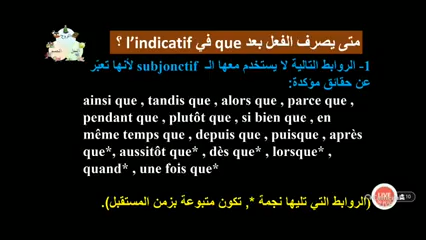 متى يصرف الفعل بعد que في l'indicatif ؟
1- الروابط التالية لا يستخدم معها الـ subjonctif لأنها تعبّر
عن حقائق مؤكدة:
ainsi que , tandis que , alors que , parce que ,
pendant que , plutôt que , si bien que , en
même temps que , depuis que , puisque , après
que* , aussitôt que* , dès que* , lorsque* ,
quand* , une fois que*
(الروابط التي تليها نجمة *, تكون متبوعة بزمن المستقبل).
LIVE
10